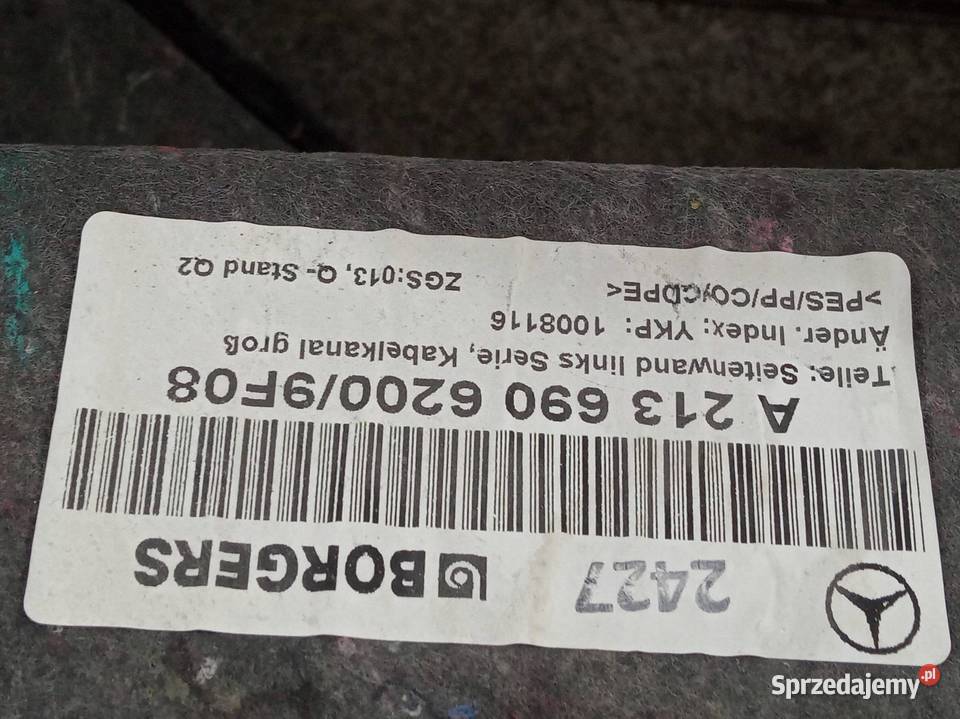 2427 BORGERS
A 213 690 6200/9F08
Teile: Seitenwand links Serie, Kabelkanal groß
Änder. Index: YKP: 1008116
>PES/PP/CO/CDPE< ZGS:013, Q-Stand Q2
Sprzedajemy.pl